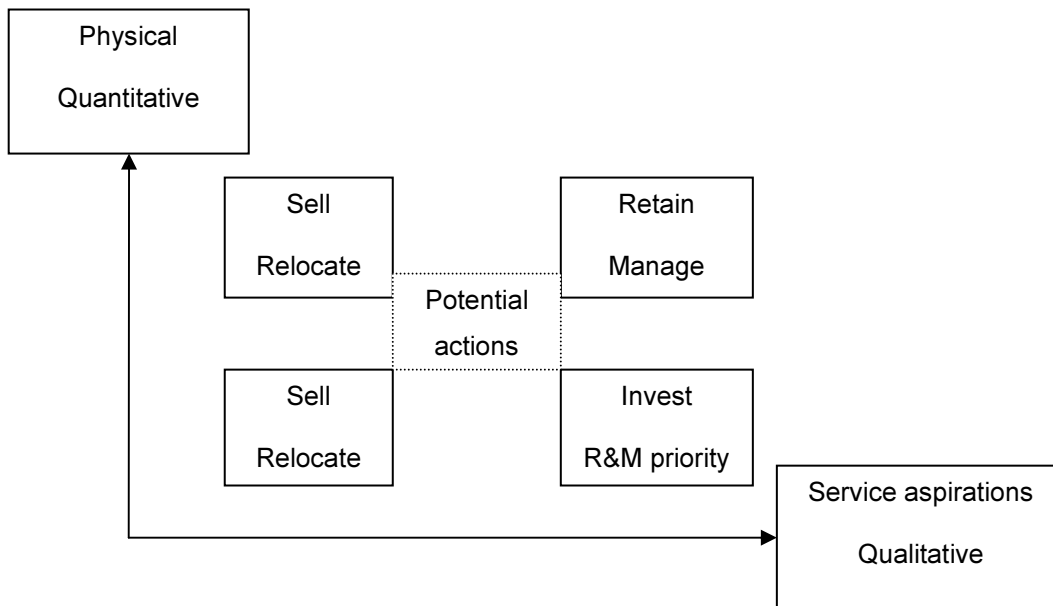 Physical
Quantitative
Sell
Relocate
Retain
Manage
Potential
actions
Sell
Relocate
Invest
R&M priority
Service aspirations
Qualitative